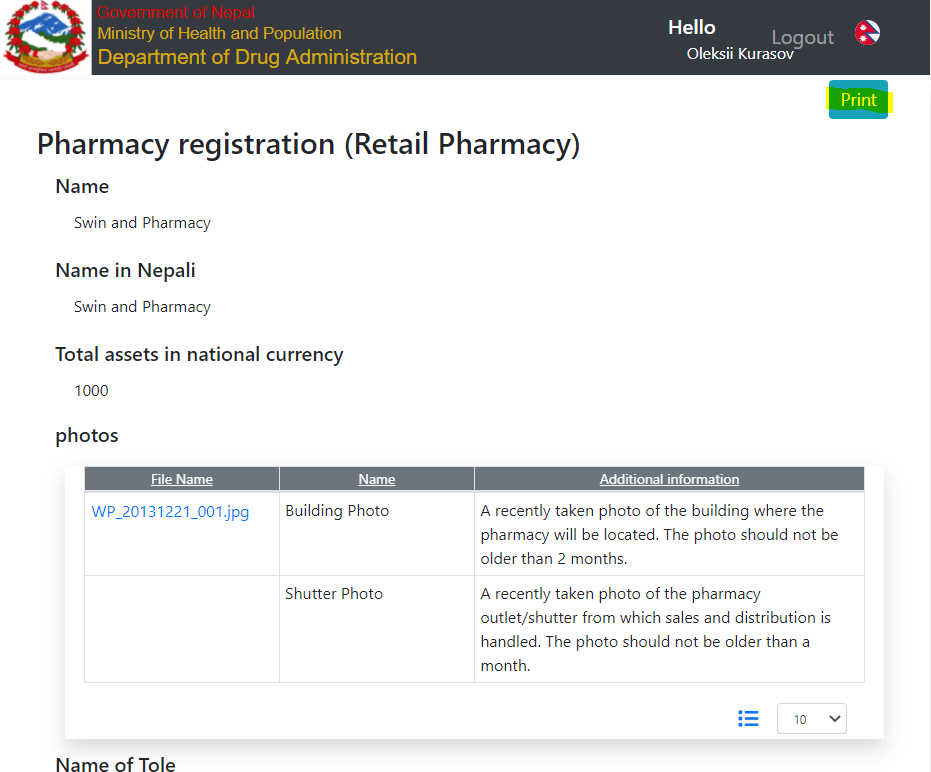 Government of Nepal
Ministry of Health and Population
Department of Drug Administration
Hello
Oleksii Kurasov
Logout
Print
Pharmacy registration (Retail Pharmacy)
Name
Swin and Pharmacy
Name in Nepali
Swin and Pharmacy
Total assets in national currency
1000
photos
File Name Name Additional information
WP_20131221_001.jpg Building Photo A recently taken photo of the building where the
pharmacy will be located. The photo should not be
older than 2 months.
Shutter Photo A recently taken photo of the pharmacy
outlet/shutter from which sales and distribution is
handled. The photo should not be older than a
month.
10
Name of Tole